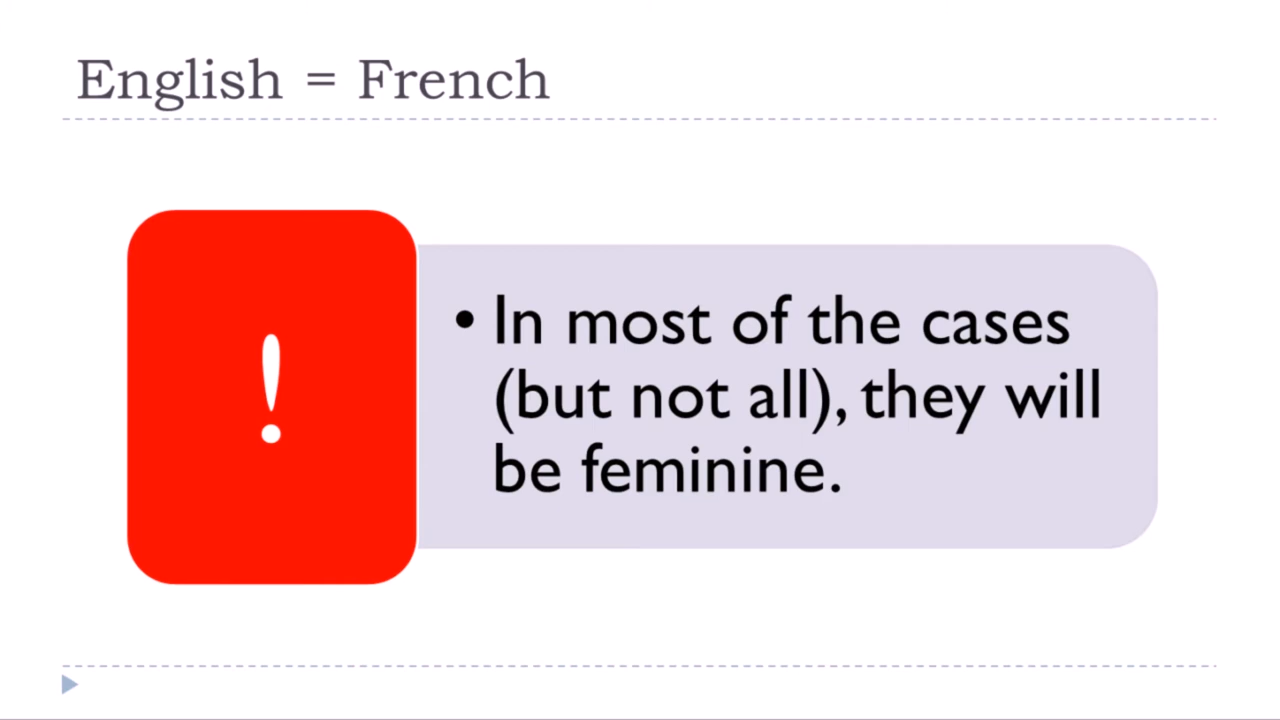 English = French
!
• In most of the cases
(but not all), they will
be feminine.